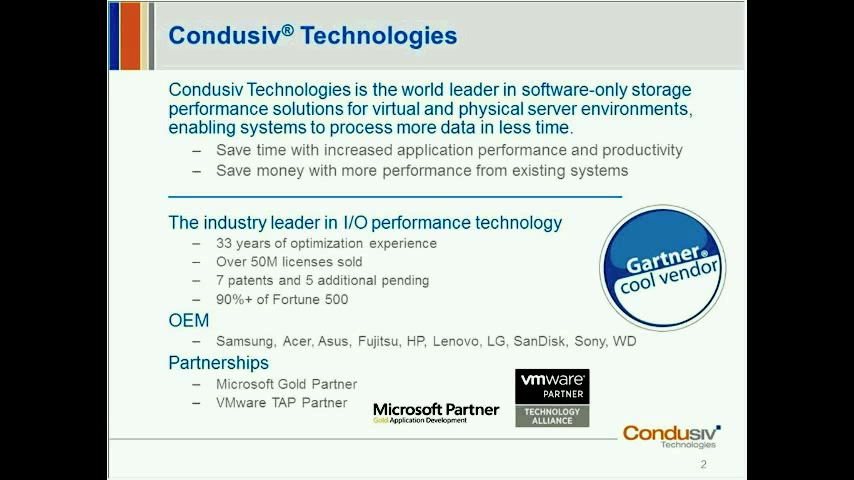 Condusiv® Technologies
Condusiv Technologies is the world leader in software-only storage
performance solutions for virtual and physical server environments,
enabling systems to process more data in less time.
– Save time with increased application performance and productivity
– Save money with more performance from existing systems
The industry leader in I/O performance technology
– 33 years of optimization experience
– Over 50M licenses sold
– 7 patents and 5 additional pending
– 90%+ of Fortune 500
Gartner®
cool vendor
OEM
– Samsung, Acer, Asus, Fujitsu, HP, Lenovo, LG, SanDisk, Sony, WD
Partnerships
– Microsoft Gold Partner
– VMware TAP Partner
Microsoft Partner
Gold Application Development
vmware®
PARTNER
TECHNOLOGY
ALLIANCE
Condusiv
Technologies
2